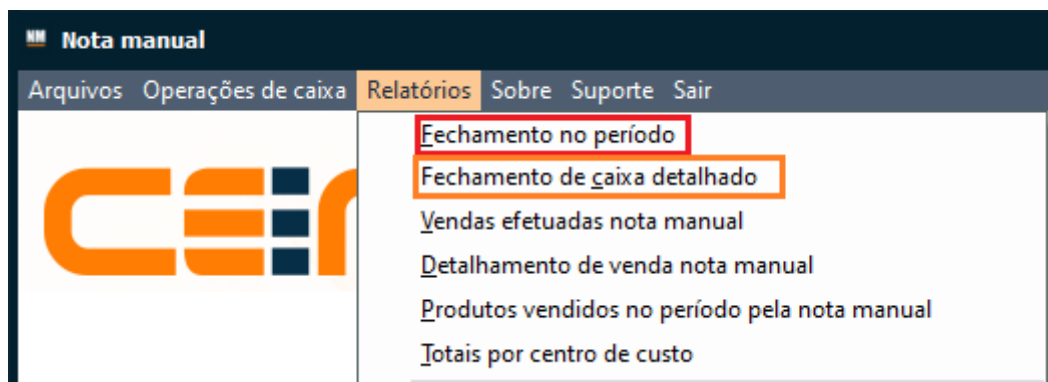 Nota manual
Arquivos Operações de caixa Relatórios Sobre Suporte Sair
Fechamento no período
Fechamento de caixa detalhado
Vendas efetuadas nota manual
Detalhamento de venda nota manual
Produtos vendidos no período pela nota manual
Totais por centro de custo